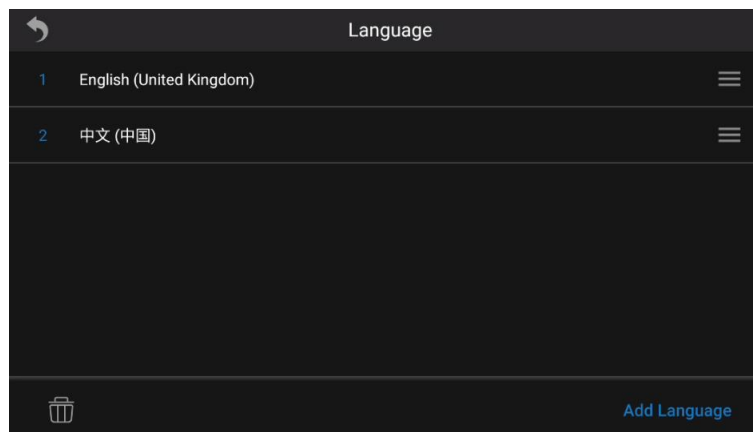 Language
1 English (United Kingdom)
2 中文 (中国)
Add Language